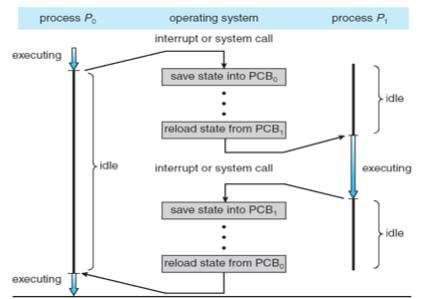 process P0 operating system process P1
interrupt or system call
executing
save state into PCB0
idle
reload state from PCB1
idle
interrupt or system call
executing
save state into PCB1
idle
reload state from PCB0
executing